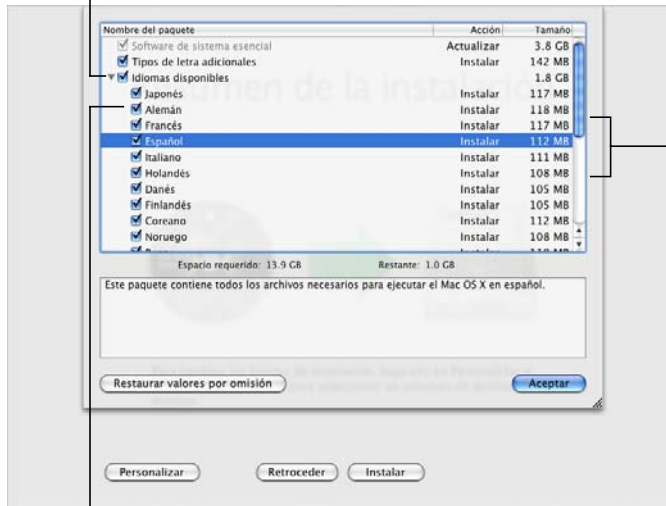 Nombre del paquete Acción Tamaño
Software de sistema esencial Actualizar 3.8 GB
Tipos de letra adicionales Instalar 142 MB
Idiomas disponibles 1.8 GB
Japonés Instalar 117 MB
Alemán Instalar 118 MB
Francés Instalar 117 MB
Español Instalar 112 MB
Italiano Instalar 111 MB
Holandés Instalar 108 MB
Danés Instalar 105 MB
Finlandés Instalar 105 MB
Coreano Instalar 112 MB
Noruego Instalar 108 MB
de la instalación
Espacio requerido: 13.9 GB Restante: 1.0 GB
Este paquete contiene todos los archivos necesarios para ejecutar el Mac OS X en español.
Restaurar valores por omisión Aceptar
Personalizar Retroceder Instalar